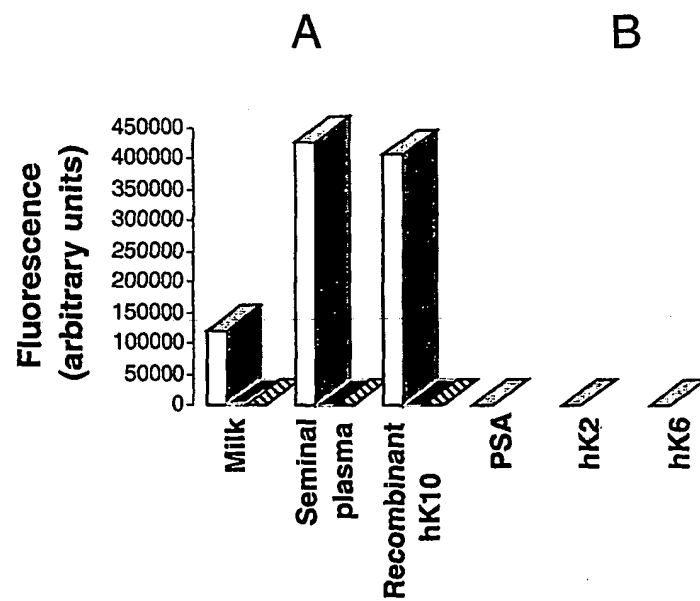 A
B
Fluorescence
(arbitrary units)
450000
400000
350000
300000
250000
200000
150000
100000
50000
0
Milk
Seminal
plasma
Recombinant
hK10
PSA
hK2
hK6